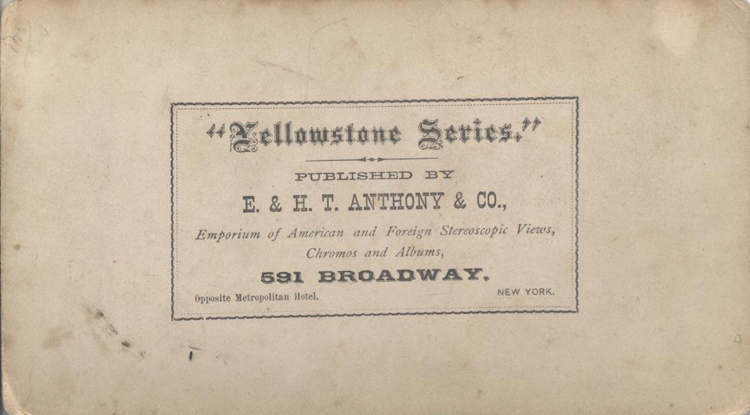 "Yellowstone Series."
PUBLISHED BY
E. & H. T. ANTHONY & CO.,
Emporium of American and Foreign Stereoscopic Views,
Chromos and Albums,
591 BROADWAY.
Opposite Metropolitan Hotel, NEW YORK.